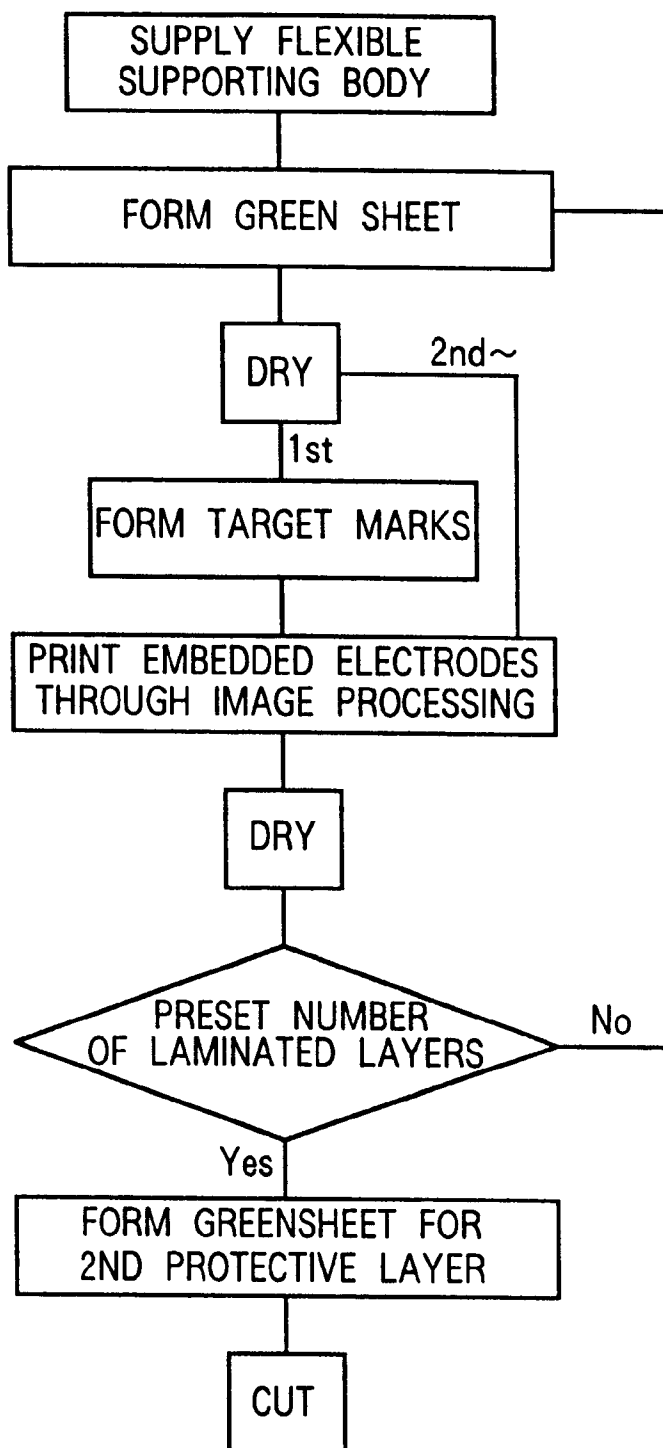 SUPPLY FLEXIBLE
SUPPORTING BODY
FORM GREEN SHEET
DRY
2nd~
1st
FORM TARGET MARKS
PRINT EMBEDDED ELECTRODES
THROUGH IMAGE PROCESSING
DRY
PRESET NUMBER
OF LAMINATED LAYERS
No
Yes
FORM GREENSHEET FOR
2ND PROTECTIVE LAYER
CUT